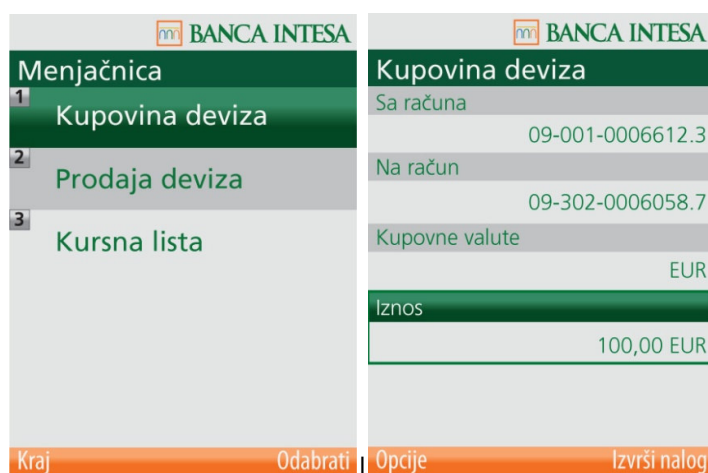 BANCA INTESA
Menjačnica
1
Kupovina deviza
2
Prodaja deviza
3
Kursna lista
Kraj
Odabrati
BANCA INTESA
Kupovina deviza
Sa računa
09-001-0006612.3
Na račun
09-302-0006058.7
Kupovne valute
EUR
Iznos
100,00 EUR
Opcije
Izvrši nalog